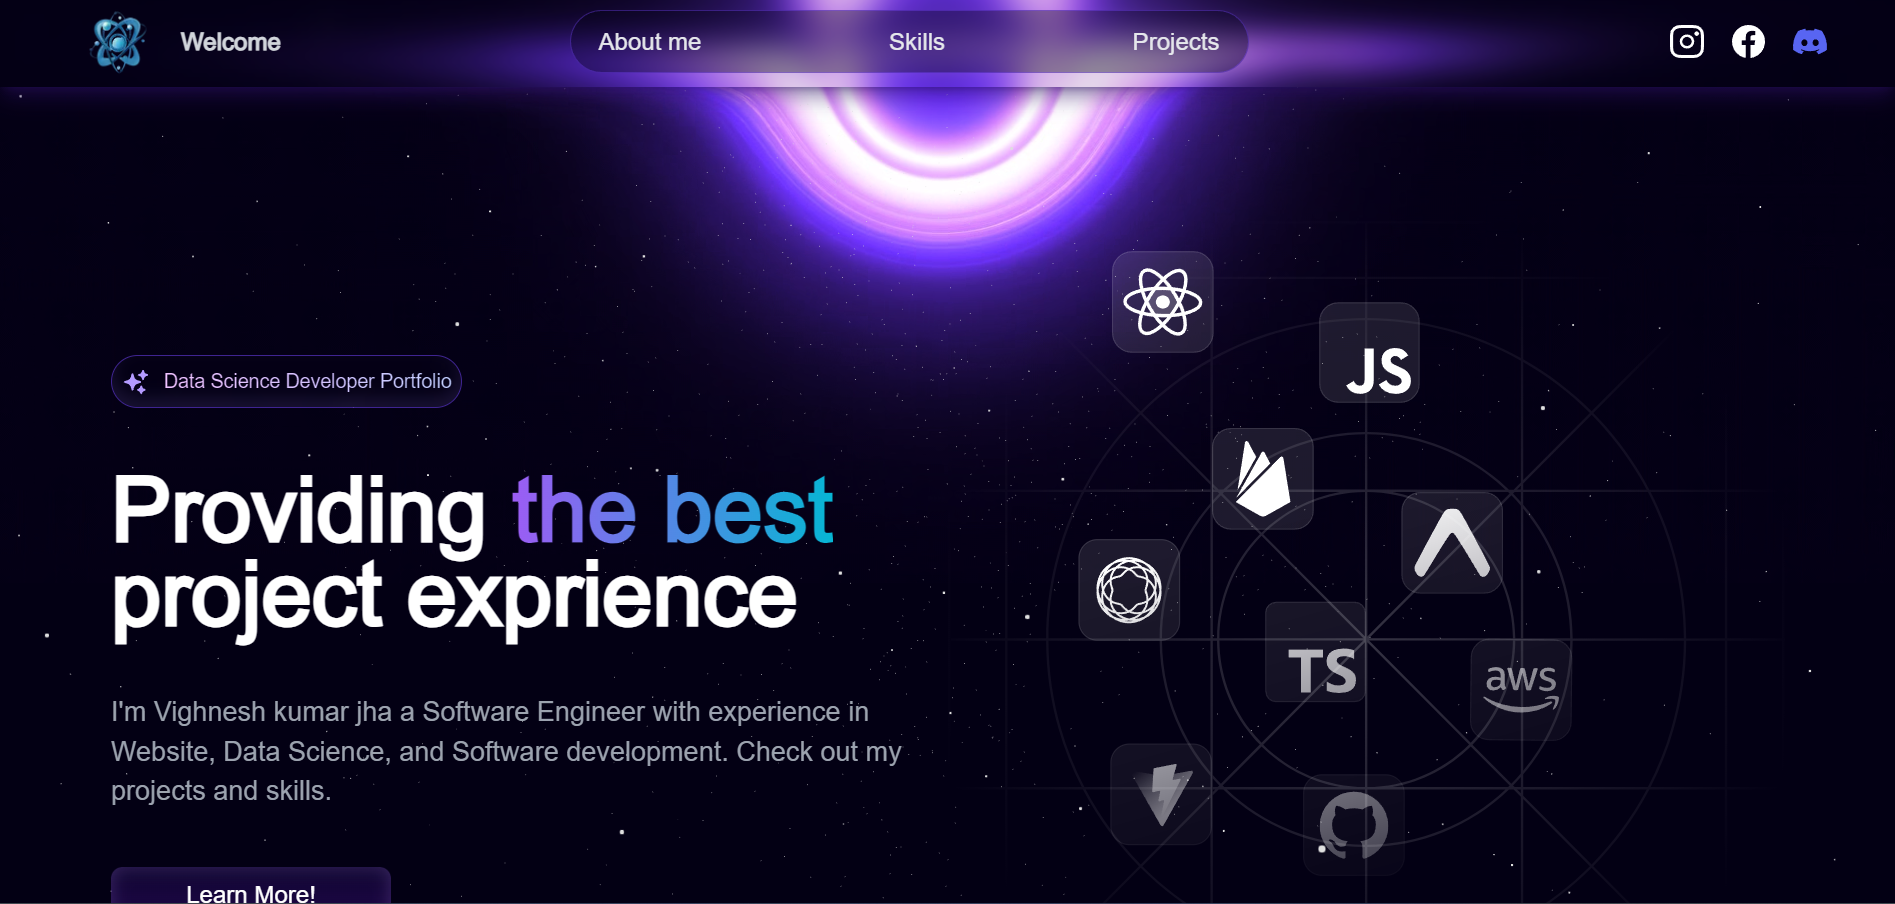 Welcome
About me
Skills
Projects
Data Science Developer Portfolio
Providing the best
project exprience
I'm Vighnesh kumar jha a Software Engineer with experience in
Website, Data Science, and Software development. Check out my
projects and skills.
Learn More!
JS
TS
aws